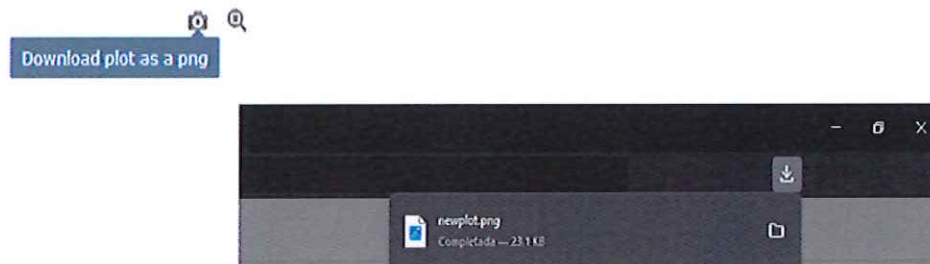 Download plot as a png
newplot.png
Completada — 23.1 KB